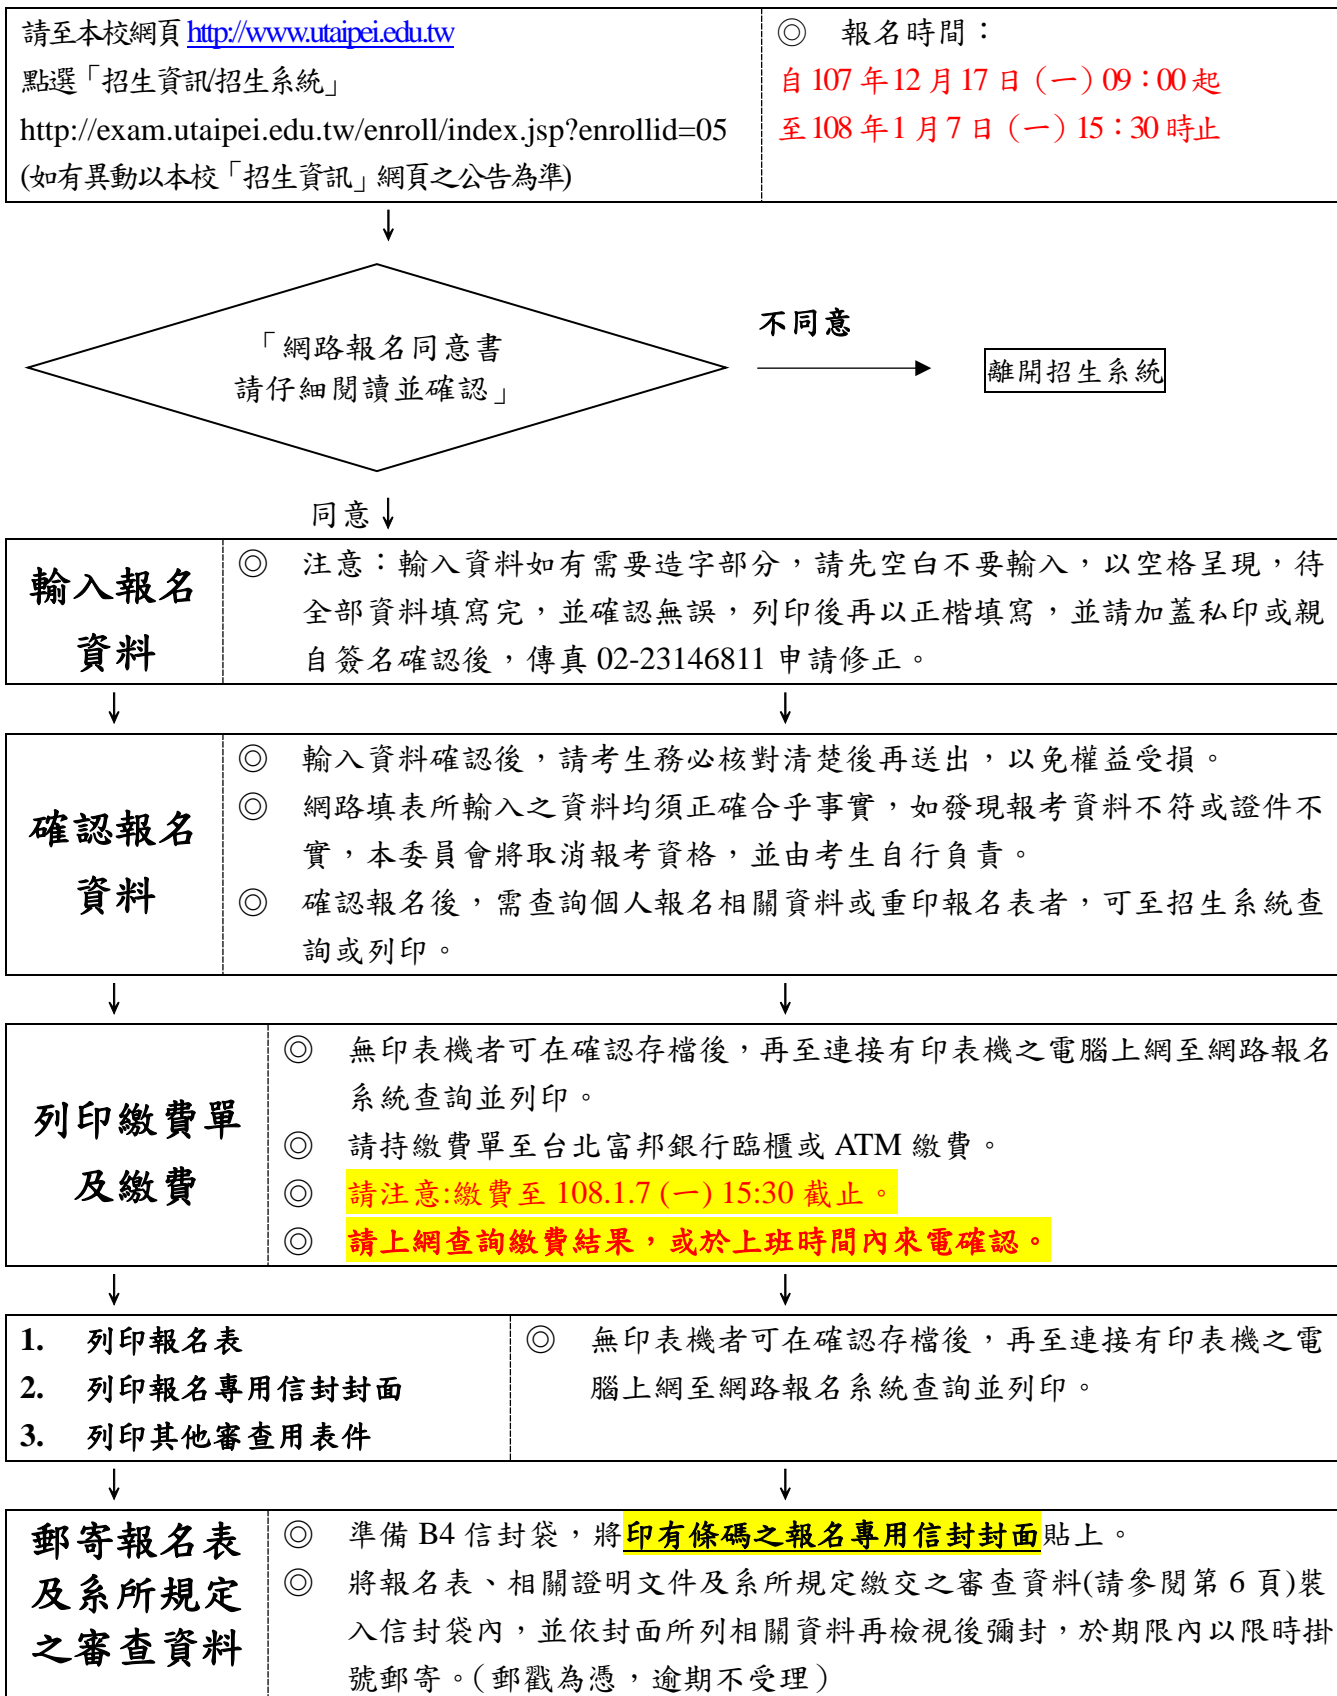 請至本校網頁 http://www.utaipei.edu.tw
點選「招生資訊/招生系統」
http://exam.utaipei.edu.tw/enroll/index.jsp?enrollid=05
(如有異動以本校「招生資訊」網頁之公告為準)
◎ 報名時間：
自 107 年 12 月 17 日（一）09：00 起
至 108 年 1 月 7 日（一）15：30 時止
↓
「網路報名同意書
請仔細閱讀並確認」
不同意
離開招生系統
同意↓
輸入報名
資料
◎ 注意：輸入資料如有需要造字部分，請先空白不要輸入，以空格呈現，待
全部資料填寫完，並確認無誤，列印後再以正楷填寫，並請加蓋私印或親
自簽名確認後，傳真 02-23146811 申請修正。
↓ ↓
確認報名
資料
◎ 輸入資料確認後，請考生務必核對清楚後再送出，以免權益受損。
◎ 網路填表所輸入之資料均須正確合乎事實，如發現報考資料不符或證件不
實，本委員會將取消報考資格，並由考生自行負責。
◎ 確認報名後，需查詢個人報名相關資料或重印報名表者，可至招生系統查
詢或列印。
↓ ↓
列印繳費單
及繳費
◎ 無印表機者可在確認存檔後，再至連接有印表機之電腦上網至網路報名
系統查詢並列印。
◎ 請持繳費單至台北富邦銀行臨櫃或 ATM 繳費。
◎ 請注意:繳費至 108.1.7 (一) 15:30 截止。
◎ 請上網查詢繳費結果，或於上班時間內來電確認。
↓ ↓
1. 列印報名表
2. 列印報名專用信封封面
3. 列印其他審查用表件
◎ 無印表機者可在確認存檔後，再至連接有印表機之電
腦上網至網路報名系統查詢並列印。
↓ ↓
郵寄報名表
及系所規定
之審查資料
◎ 準備 B4 信封袋，將印有條碼之報名專用信封封面貼上。
◎ 將報名表、相關證明文件及系所規定繳交之審查資料(請參閱第 6 頁)裝
入信封袋內，並依封面所列相關資料再檢視後彌封，於期限內以限時掛
號郵寄。（郵戳為憑，逾期不受理）